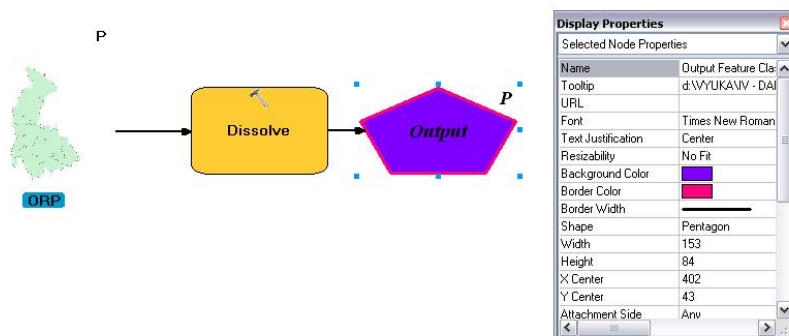 P
ORP
Dissolve
Output
P
Display Properties
Selected Node Properties
Name Output Feature Clas
Tooltip d:\VYUKA\IV - DA
URL
Font Times New Roman
Text Justification Center
Resizability No Fit
Background Color
Border Color
Border Width
Shape Pentagon
Width 153
Height 84
X Center 402
Y Center 43
Attachment Side Any